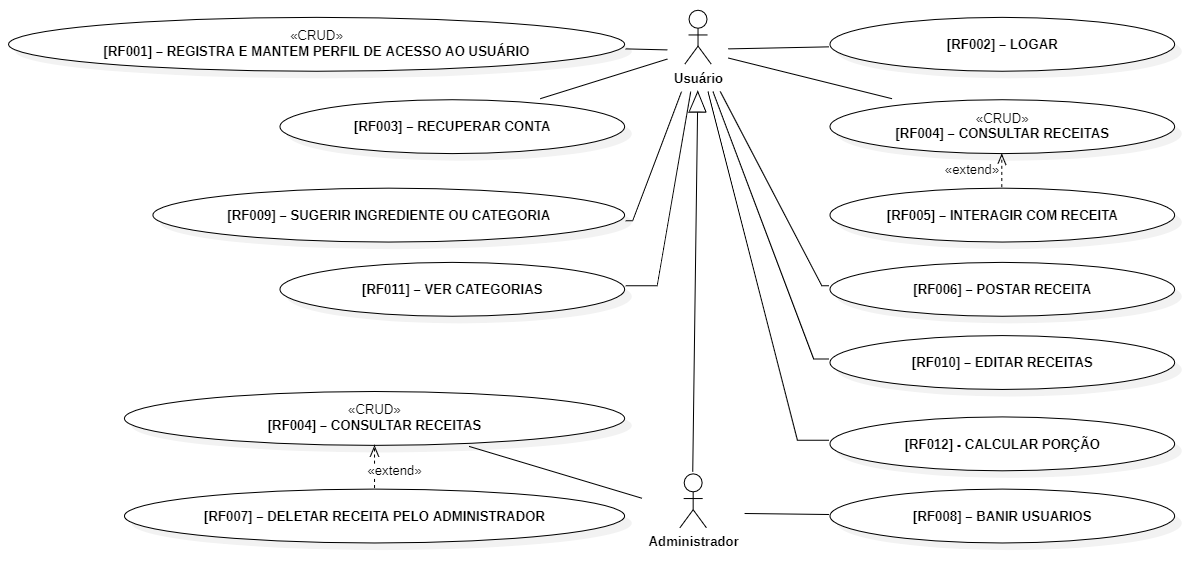 «CRUD»
[RF001] – REGISTRA E MANTEM PERFIL DE ACESSO AO USUÁRIO
[RF002] – LOGAR
Usuário
[RF003] – RECUPERAR CONTA
«CRUD»
[RF004] – CONSULTAR RECEITAS
«extend»
[RF009] – SUGERIR INGREDIENTE OU CATEGORIA
[RF005] – INTERAGIR COM RECEITA
[RF011] – VER CATEGORIAS
[RF006] – POSTAR RECEITA
[RF010] – EDITAR RECEITAS
«CRUD»
[RF004] – CONSULTAR RECEITAS
[RF012] - CALCULAR PORÇÃO
«extend»
[RF007] – DELETAR RECEITA PELO ADMINISTRADOR
[RF008] – BANIR USUARIOS
Administrador